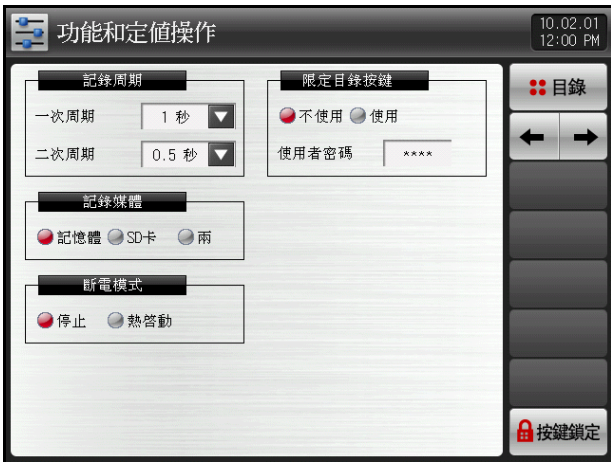 功能和定值操作
10.02.01
12:00 PM
記錄周期
一次周期 1 秒
二次周期 0.5 秒
限定目錄按鍵
不使用 使用
使用者密碼 ****
記錄媒體
記憶體 SD卡 兩
斷電模式
停止 熱啓動
目錄
按鍵鎖定